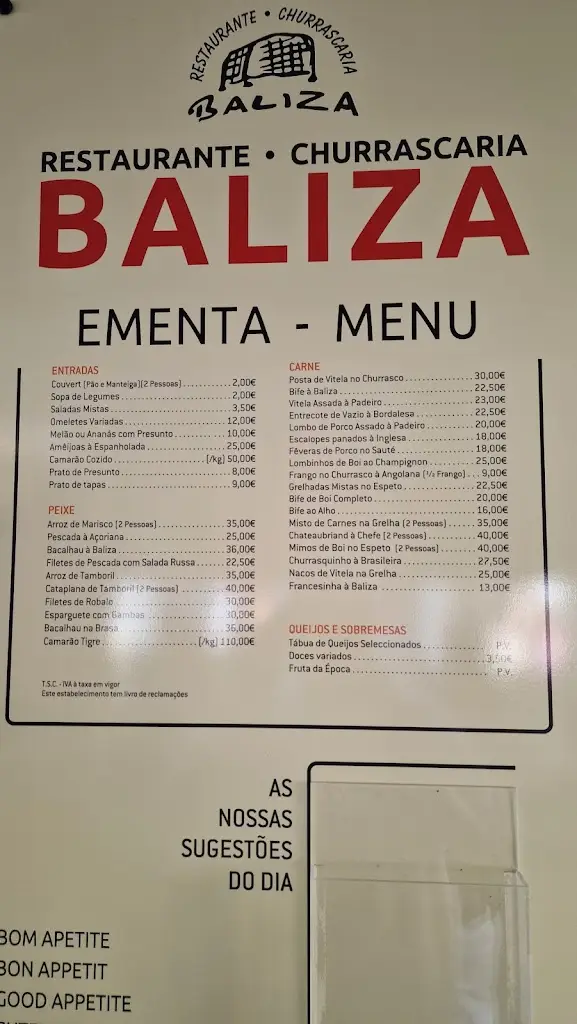 RESTAURANTE • CHURRASCARIA
BALIZA
RESTAURANTE • CHURRASCARIA
BALIZA
EMENTA - MENU
ENTRADAS
Couvert (Pão e Manteiga)(2 Pessoas) 2,00€
Sopa de Legumes 2,00€
Saladas Mistas 3,50€
Omeletes Variadas 12,00€
Melão ou Ananás com Presunto 10,00€
Amêijoas à Espanholada 25,00€
Camarão Cozido (/kg) 50,00€
Prato de Presunto 8,00€
Prato de tapas 9,00€
PEIXE
Arroz de Marisco (2 Pessoas) 35,00€
Pescada à Açoriana 25,00€
Bacalhau à Baliza 36,00€
Filetes de Pescada com Salada Russa 22,50€
Arroz de Tamboril 35,00€
Cataplana de Tamboril (2 Pessoas) 40,00€
Filetes de Robalo 30,00€
Esparguete com Gambas 30,00€
Bacalhau na Brasa 36,00€
Camarão Tigre (/kg) 110,00€
T.S.C. - IVA à taxa em vigor
Este estabelecimento tem livro de reclamações
CARNE
Posta de Vitela no Churrasco 30,00€
Bife à Baliza 22,50€
Vitela Assada à Padeiro 23,00€
Entrecote de Vazio à Bordalesa 22,50€
Lombo de Porco Assado à Padeiro 20,00€
Escalopes panados à Inglesa 18,00€
Fêveras de Porco no Sauté 18,00€
Lombinhos de Boi ao Champignon 25,00€
Frango no Churrasco à Angolana (½ Frango) 9,00€
Grelhadas Mistas no Espeto 22,50€
Bife de Boi Completo 20,00€
Bife ao Alho 16,00€
Misto de Carnes na Grelha (2 Pessoas) 35,00€
Chateaubriand à Chefe (2 Pessoas) 40,00€
Mimos de Boi no Espeto (2 Pessoas) 40,00€
Churrasquinho à Brasileira 27,50€
Nacos de Vitela na Grelha 25,00€
Francesinha à Baliza 13,00€
QUEIJOS E SOBREMESAS
Tábua de Queijos Seleccionados P.V.
Doces variados 3,50€
Fruta da Época P.V.
AS
NOSSAS
SUGESTÕES
DO DIA
BOM APETITE
BON APPETIT
GOOD APPETITE